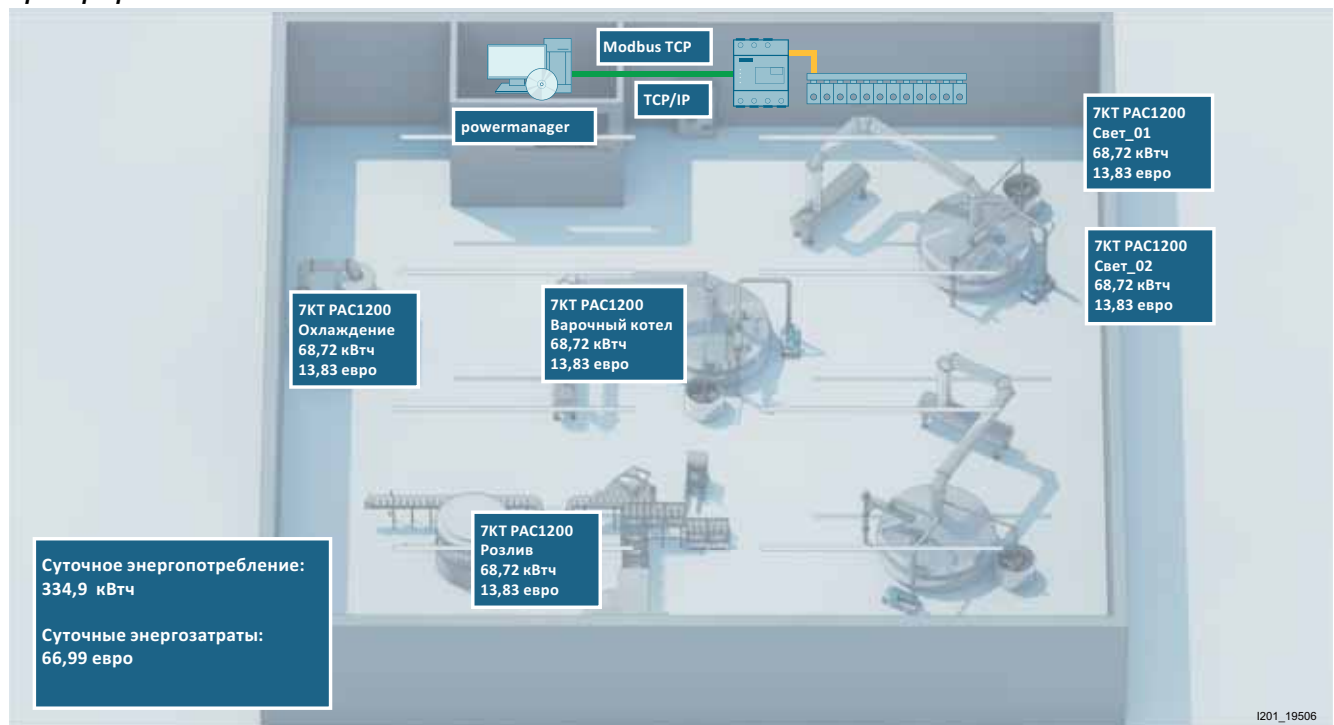 Modbus TCP
TCP/IP
powermanager
7KT PAC1200
Свет_01
68,72 кВтч
13,83 евро
7KT PAC1200
Свет_02
68,72 кВтч
13,83 евро
7KT PAC1200
Охлаждение
68,72 кВтч
13,83 евро
7KT PAC1200
Варочный котел
68,72 кВтч
13,83 евро
7KT PAC1200
Розлив
68,72 кВтч
13,83 евро
Суточное энергопотребление:
334,9 кВтч
Суточные энергозатраты:
66,99 евро
I201_19506